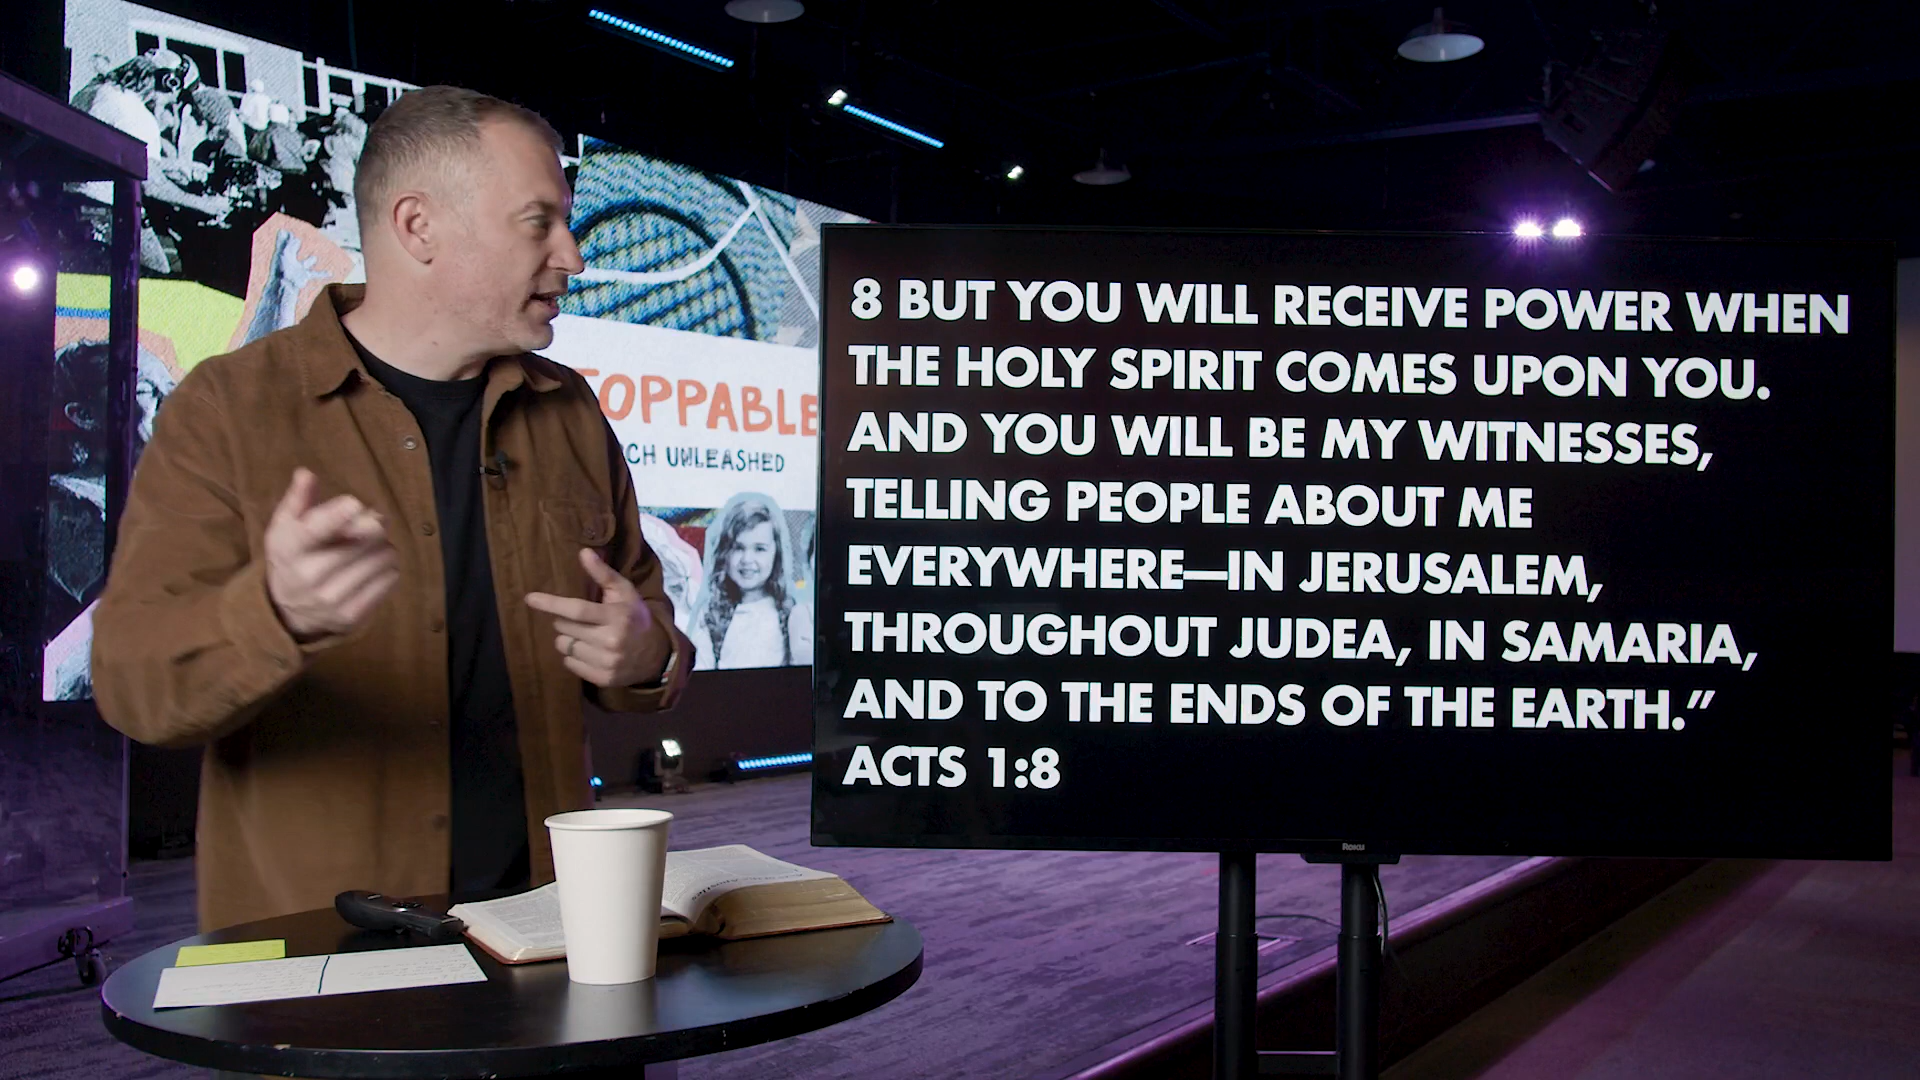 TOPPABLE
CH UNLEASHED
8 BUT YOU WILL RECEIVE POWER WHEN
THE HOLY SPIRIT COMES UPON YOU.
AND YOU WILL BE MY WITNESSES,
TELLING PEOPLE ABOUT ME
EVERYWHERE—IN JERUSALEM,
THROUGHOUT JUDEA, IN SAMARIA,
AND TO THE ENDS OF THE EARTH.”
ACTS 1:8
Roku